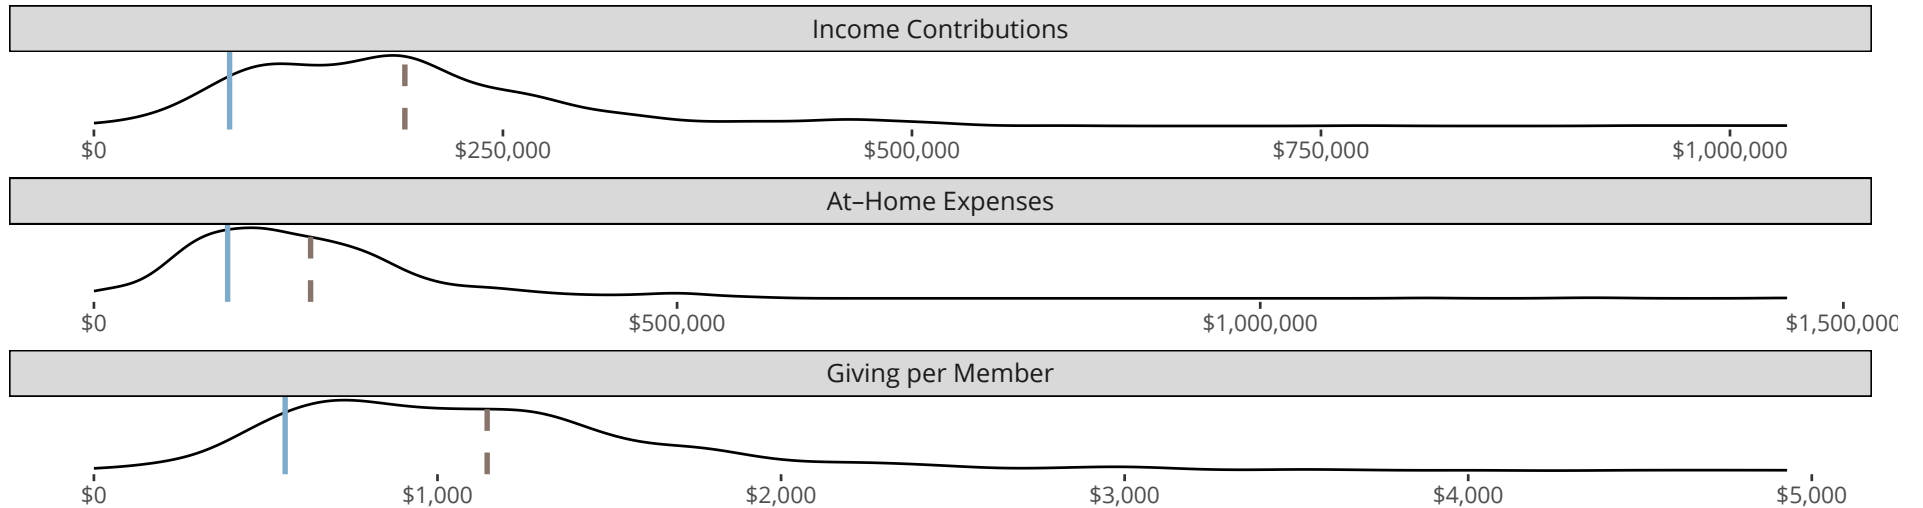 Income Contributions
$0 $250,000 $500,000 $750,000 $1,000,000
At–Home Expenses
$0 $500,000 $1,000,000 $1,500,000
Giving per Member
$0 $1,000 $2,000 $3,000 $4,000 $5,000